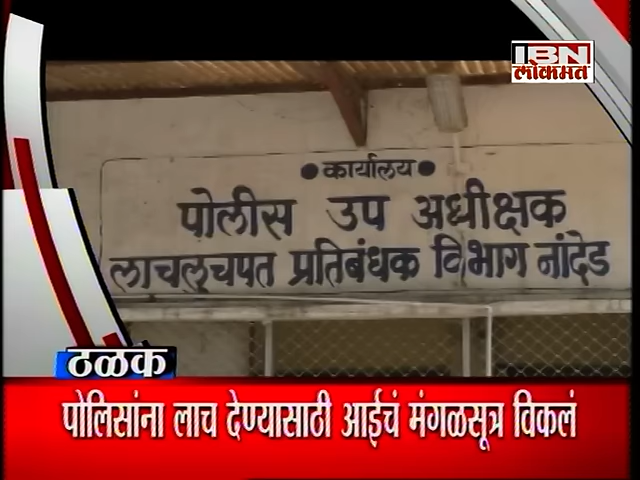 IBN
लोकमत
•कार्यालय•
पोलीस उप अधीक्षक
लाचलुचपत प्रतिबंधक विभाग नांदेड
ठळक
पोलिसांना लाच देण्यासाठी आईचं मंगळसूत्र विकलं